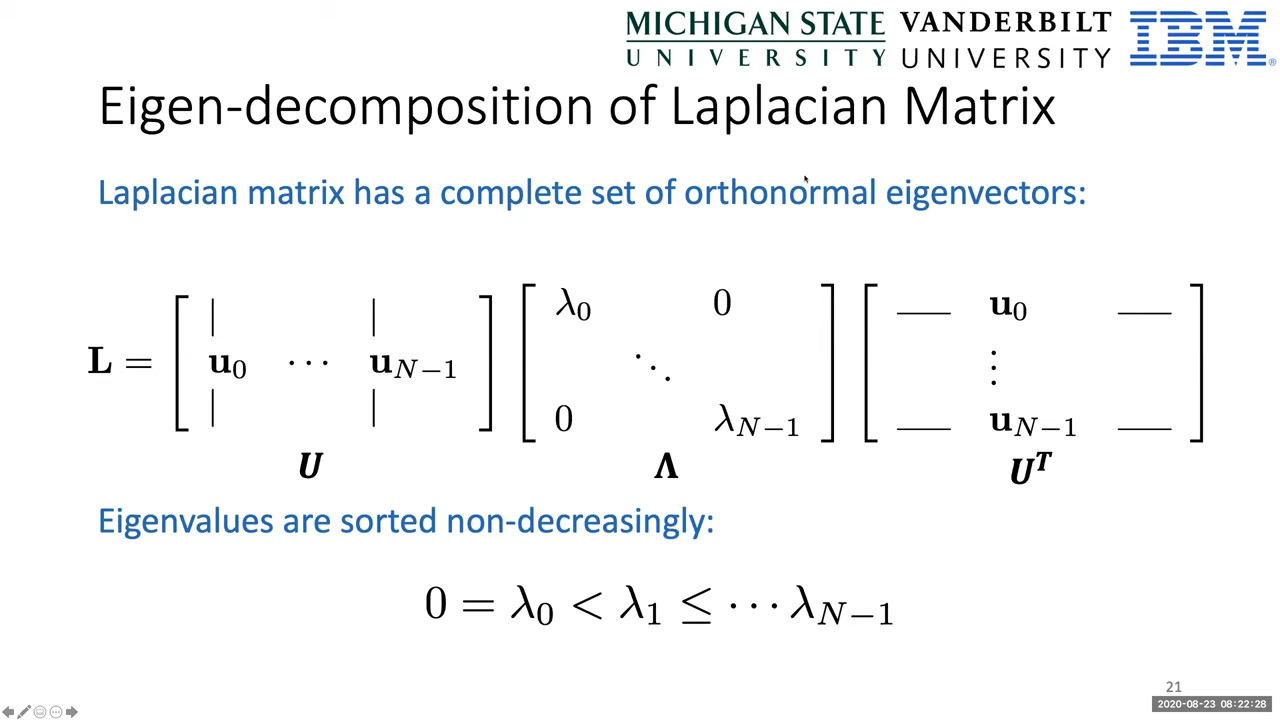 MICHIGAN STATE UNIVERSITY VANDERBILT UNIVERSITY IBM®
Eigen-decomposition of Laplacian Matrix
Laplacian matrix has a complete set of orthonormal eigenvectors:
L = [ | | ; u₀ ⋯ u_{N−1} ; | | ] [ λ₀ 0 ; ⋱ ; 0 λ_{N−1} ] [ — u₀ — ; ⋮ ; — u_{N−1} — ]
U Λ U^T
Eigenvalues are sorted non-decreasingly:
0 = λ₀ < λ₁ ≤ ⋯ λ_{N−1}
21
2020-08-23 08:22:28